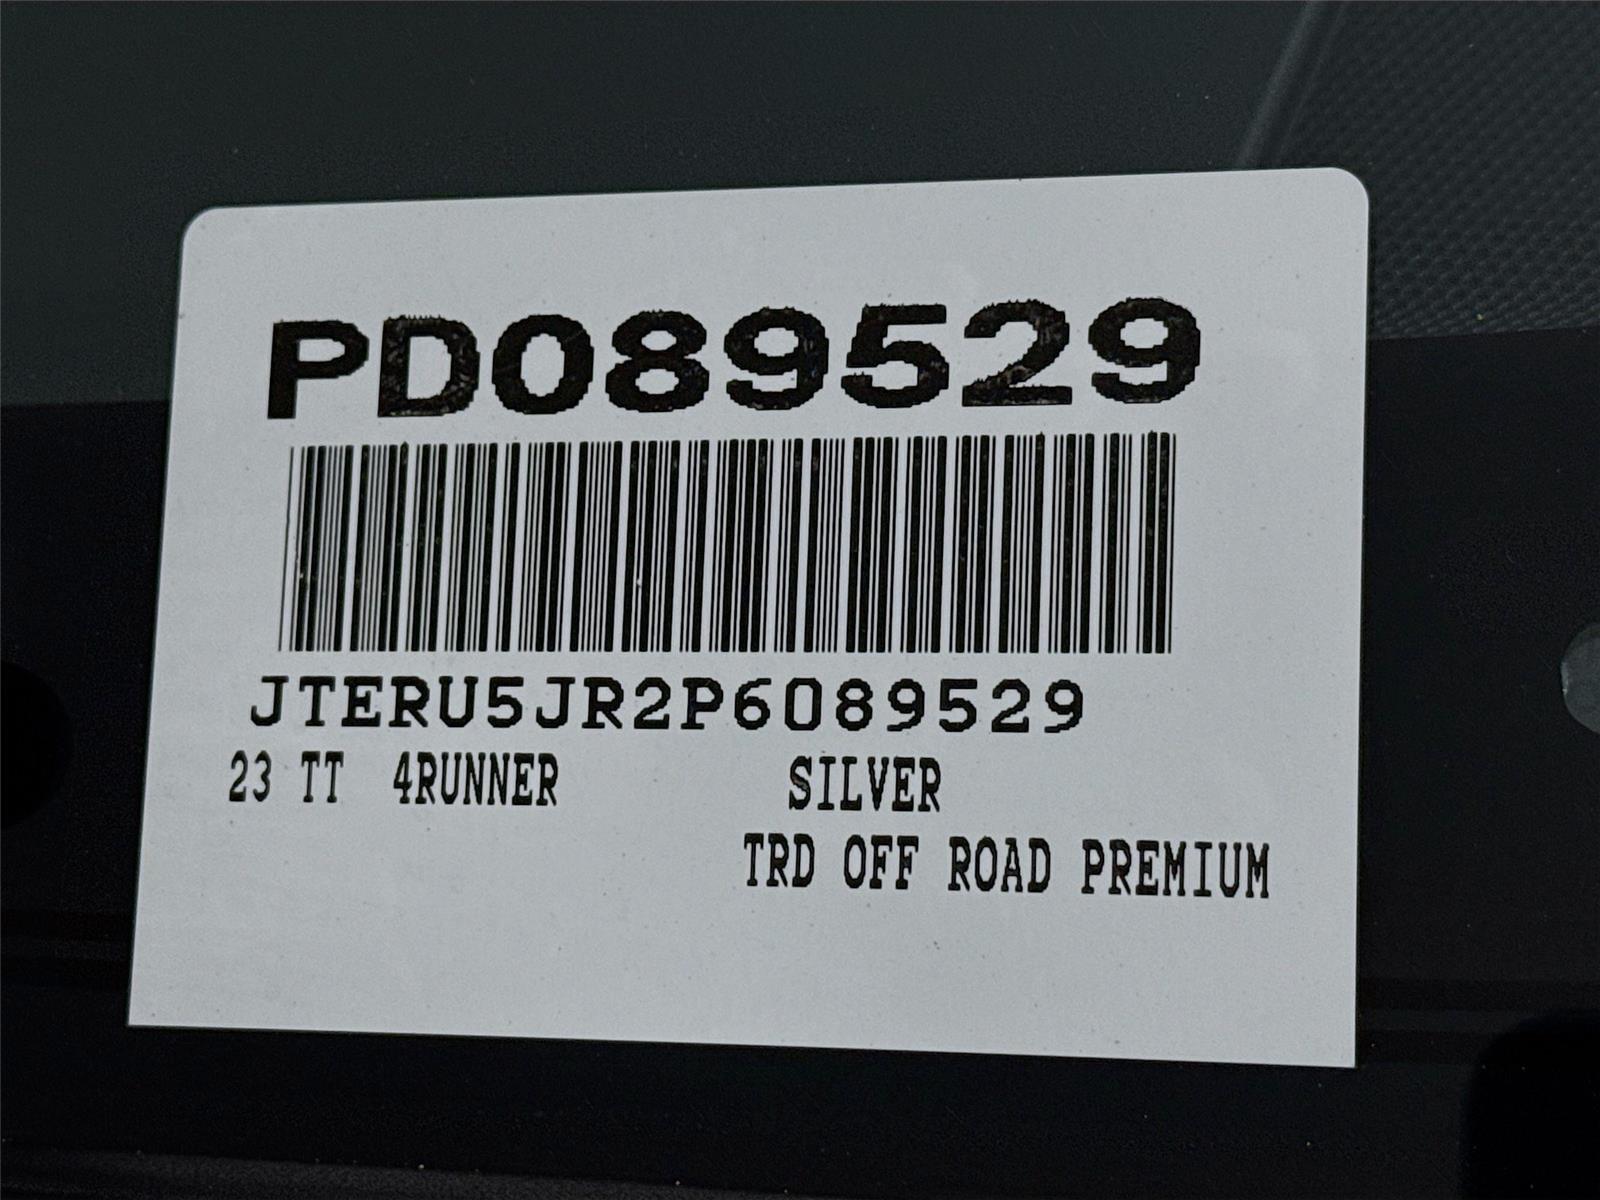 PD089529
JTERU5JR2P6089529
23 TT 4RUNNER SILVER
TRD OFF ROAD PREMIUM